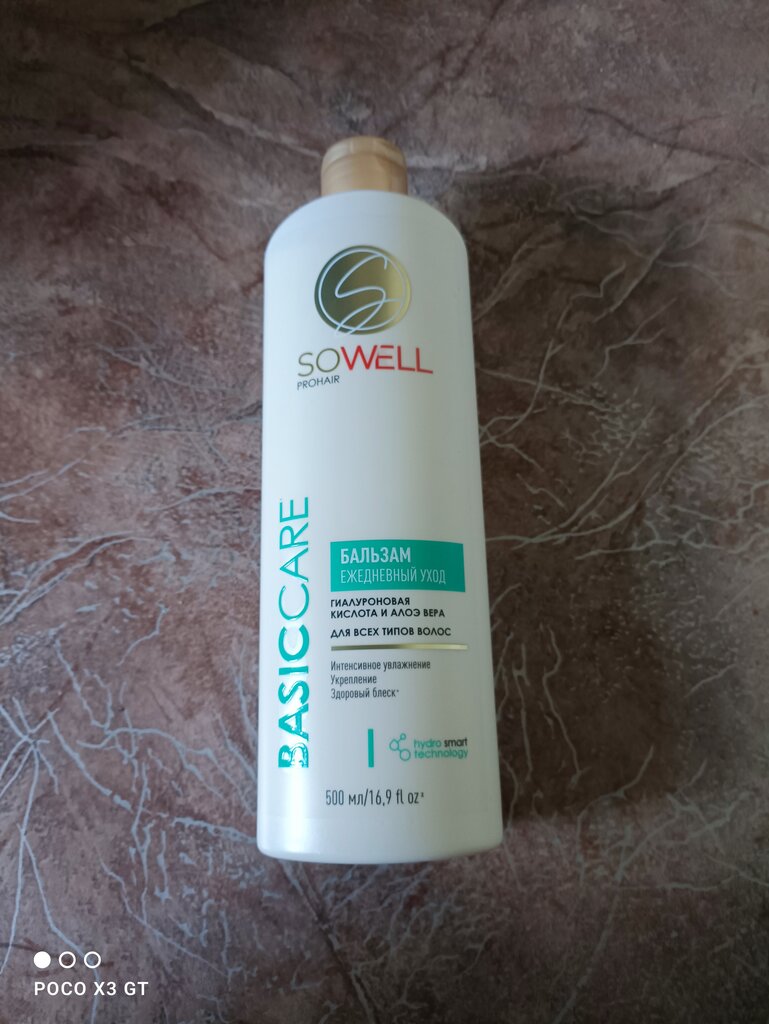 SOWELL
PROHAIR
BASICCARE
БАЛЬЗАМ
ЕЖЕДНЕВНЫЙ УХОД
ГИАЛУРОНОВАЯ
КИСЛОТА И АЛОЭ ВЕРА
ДЛЯ ВСЕХ ТИПОВ ВОЛОС
Интенсивное увлажнение
Укрепление
Здоровый блеск
hydro smart
technology
500 мл/16,9 fl oz
POCO X3 GT